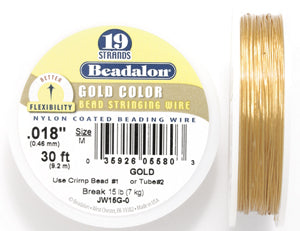 19
STRANDS
Beadalon
BETTER
FLEXIBILITY
GOLD COLOR
BEAD STRINGING WIRE
NYLON COATED BEADING WIRE
.018"
(0.46 mm)
Size
M
30 ft
(9.2 m)
0 35926 05580 3
GOLD
Use Crimp Bead #1 or Tube#2
Break 15 lb (7 kg)
JW15G-0